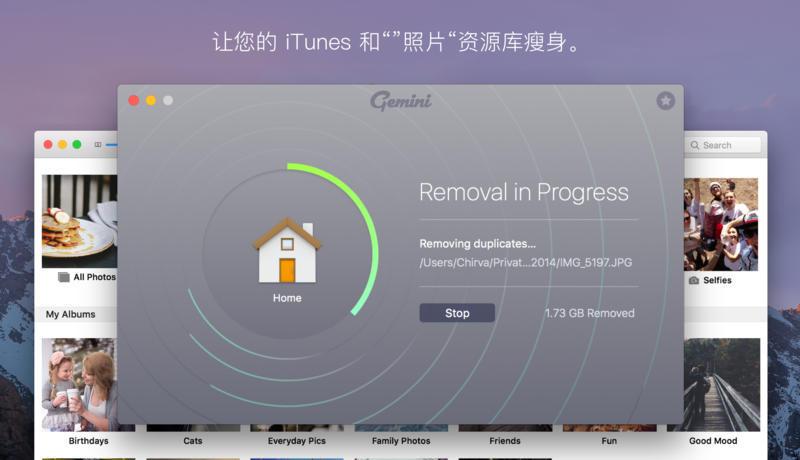 让您的 iTunes 和“”照片“资源库瘦身。
Gemini
Search
Removal in Progress
Removing duplicates...
/Users/Chirva/Privat...2014/IMG_5197.JPG
Home
Stop
1.73 GB Removed
All Photos
Selfies
My Albums
Birthdays
Cats
Everyday Pics
Family Photos
Friends
Fun
Good Mood